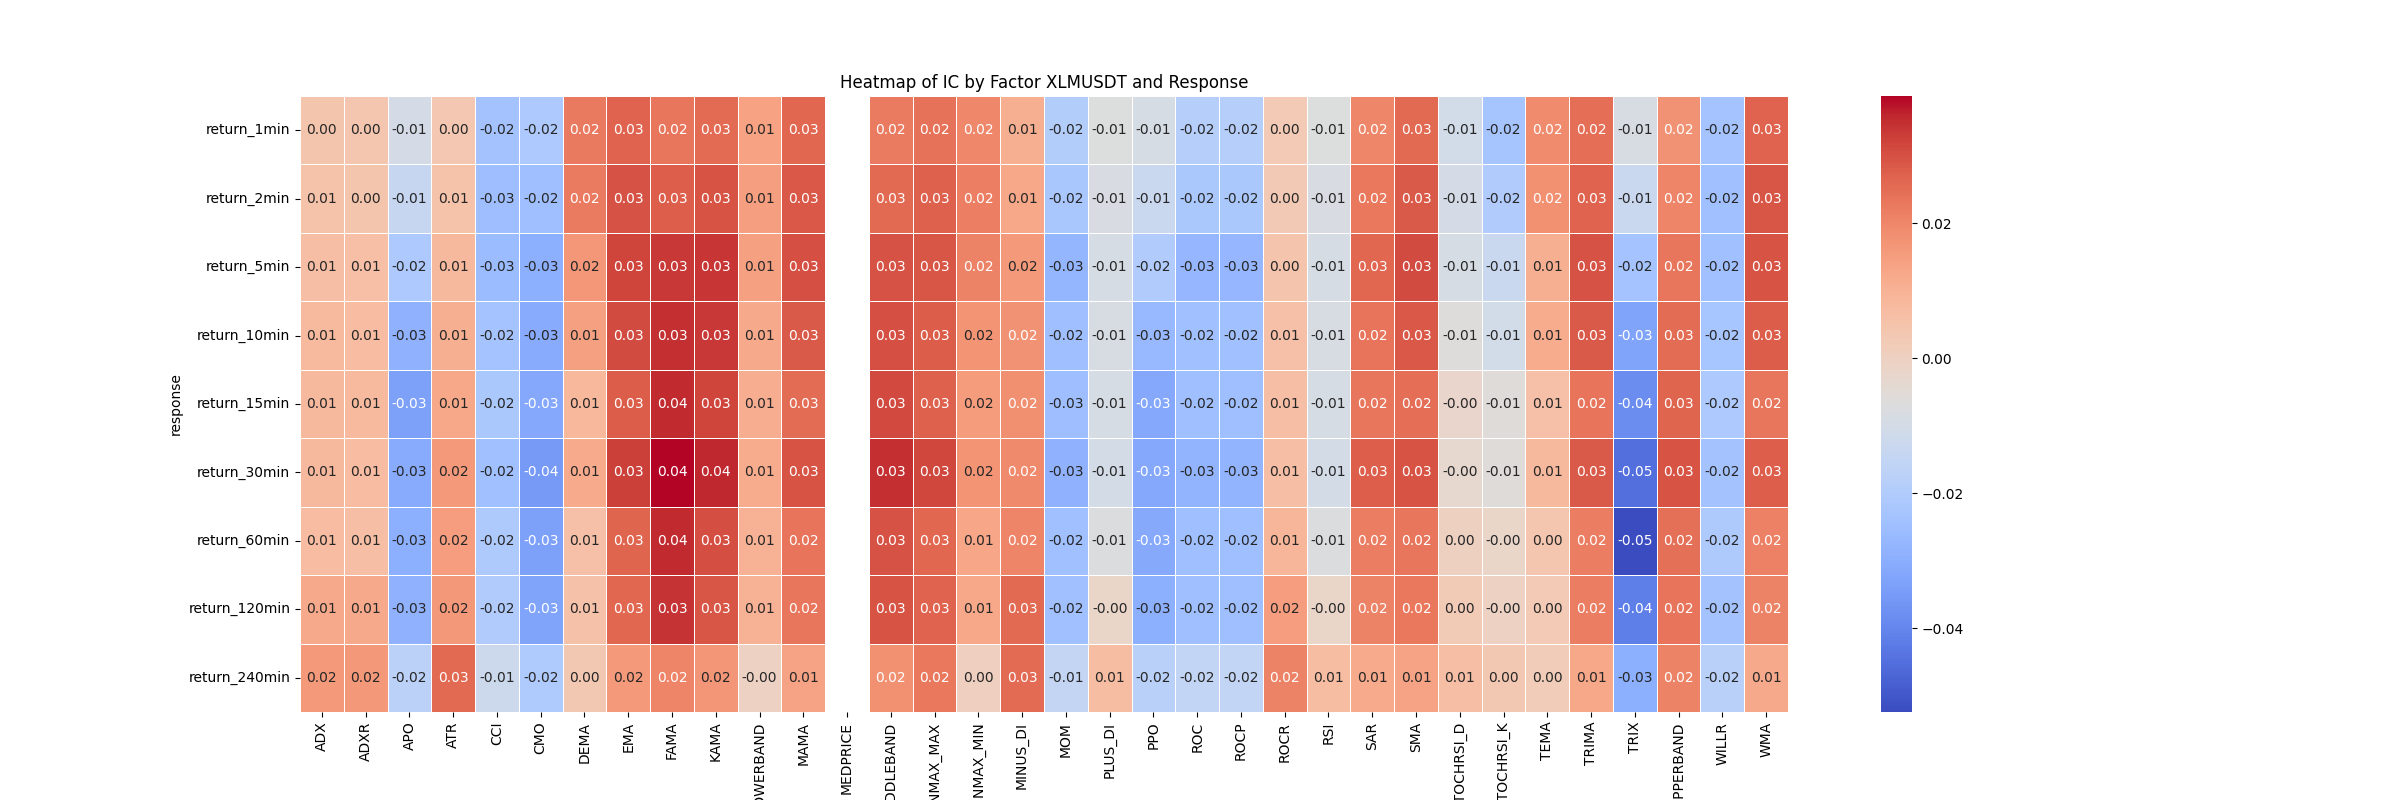 Heatmap of IC by Factor XLMUSDT and Response
return_1min 0.00 0.00 -0.01 0.00 -0.02 -0.02 0.02 0.03 0.02 0.03 0.01 0.03 0.02 0.02 0.02 0.01 -0.02 -0.01 -0.01 -0.02 -0.02 0.00 -0.01 0.02 0.03 -0.01 -0.02 0.02 0.02 -0.01 0.02 -0.02 0.03
return_2min 0.01 0.00 -0.01 0.01 -0.03 -0.02 0.02 0.03 0.03 0.03 0.01 0.03 0.03 0.03 0.02 0.01 -0.02 -0.01 -0.01 -0.02 -0.02 0.00 -0.01 0.02 0.03 -0.01 -0.02 0.02 0.03 -0.01 0.02 -0.02 0.03
0.02
return_5min 0.01 0.01 -0.02 0.01 -0.03 -0.03 0.02 0.03 0.03 0.03 0.01 0.03 0.03 0.03 0.02 0.02 -0.03 -0.01 -0.02 -0.03 -0.03 0.00 -0.01 0.03 0.03 -0.01 -0.01 0.01 0.03 -0.02 0.02 -0.02 0.03
return_10min 0.01 0.01 -0.03 0.01 -0.02 -0.03 0.01 0.03 0.03 0.03 0.01 0.03 0.03 0.03 0.02 0.02 -0.02 -0.01 -0.03 -0.02 -0.02 0.01 -0.01 0.02 0.03 -0.01 -0.01 0.01 0.03 -0.03 0.03 -0.02 0.03
0.00
response
return_15min 0.01 0.01 -0.03 0.01 -0.02 -0.03 0.01 0.03 0.04 0.03 0.01 0.03 0.03 0.03 0.02 0.02 -0.03 -0.01 -0.03 -0.02 -0.02 0.01 -0.01 0.02 0.02 -0.00 -0.01 0.01 0.02 -0.04 0.03 -0.02 0.02
return_30min 0.01 0.01 -0.03 0.02 -0.02 -0.04 0.01 0.03 0.04 0.04 0.01 0.03 0.03 0.03 0.02 0.02 -0.03 -0.01 -0.03 -0.03 -0.03 0.01 -0.01 0.03 0.03 -0.00 -0.01 0.01 0.03 -0.05 0.03 -0.02 0.03
−0.02
return_60min 0.01 0.01 -0.03 0.02 -0.02 -0.03 0.01 0.03 0.04 0.03 0.01 0.02 0.03 0.03 0.01 0.02 -0.02 -0.01 -0.03 -0.02 -0.02 0.01 -0.01 0.02 0.02 0.00 -0.00 0.00 0.02 -0.05 0.02 -0.02 0.02
return_120min 0.01 0.01 -0.03 0.02 -0.02 -0.03 0.01 0.03 0.03 0.03 0.01 0.02 0.03 0.03 0.01 0.03 -0.02 -0.00 -0.03 -0.02 -0.02 0.02 -0.00 0.02 0.02 0.00 -0.00 0.00 0.02 -0.04 0.02 -0.02 0.02
−0.04
return_240min 0.02 0.02 -0.02 0.03 -0.01 -0.02 0.00 0.02 0.02 0.02 -0.00 0.01 0.02 0.02 0.00 0.03 -0.01 0.01 -0.02 -0.02 -0.02 0.02 0.01 0.01 0.01 0.01 0.00 0.00 0.01 -0.03 0.02 -0.02 0.01
ADX
ADXR
APO
ATR
CCI
CMO
DEMA
EMA
FAMA
KAMA
OWERBAND
MAMA
MEDPRICE
DDLEBAND
NMAX_MAX
NMAX_MIN
MINUS_DI
MOM
PLUS_DI
PPO
ROC
ROCP
ROCR
RSI
SAR
SMA
TOCHRSI_D
TOCHRSI_K
TEMA
TRIMA
TRIX
PPERBAND
WILLR
WMA